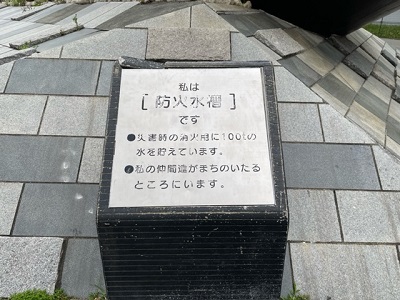 私は
[防火水槽]
です
●災害時の消火用に100tの
水を貯えています。
●私の仲間達がまちのいたる
ところにいます。